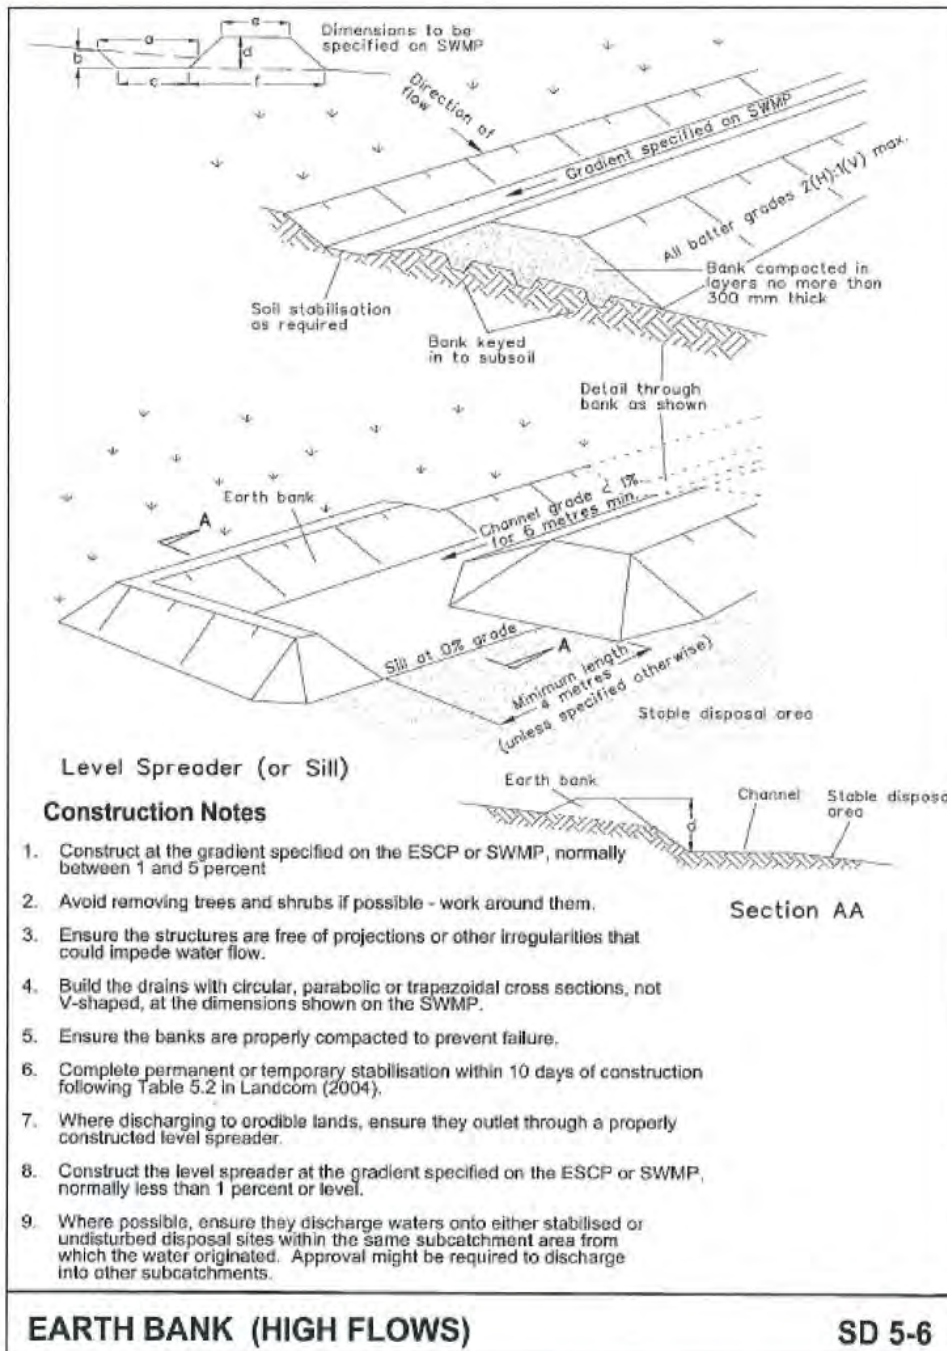 e
Dimensions to be
specified on SWMP
a
b
d
c
f
Direction of
flow
Gradient specified on SWMP
All batter grades 2(H):1(V) max.
Bank compacted in
layers no more than
300 mm thick
Soil stabilisation
as required
Bank keyed
in to subsoil
Detail through
bank as shown
Earth bank
A
Channel grade ≤ 1%
for 6 metres min.
Sill at 0% grade
A
Minimum length
4 metres
(unless specified otherwise)
Stable disposal area
Level Spreader (or Sill)
Earth bank
Channel
Stable disposa
area
d
Section AA
Construction Notes
1. Construct at the gradient specified on the ESCP or SWMP, normally
between 1 and 5 percent
2. Avoid removing trees and shrubs if possible - work around them.
3. Ensure the structures are free of projections or other irregularities that
could impede water flow.
4. Build the drains with circular, parabolic or trapezoidal cross sections, not
V-shaped, at the dimensions shown on the SWMP.
5. Ensure the banks are properly compacted to prevent failure.
6. Complete permanent or temporary stabilisation within 10 days of construction
following Table 5.2 in Landcom (2004).
7. Where discharging to erodible lands, ensure they outlet through a properly
constructed level spreader.
8. Construct the level spreader at the gradient specified on the ESCP or SWMP,
normally less than 1 percent or level.
9. Where possible, ensure they discharge waters onto either stabilised or
undisturbed disposal sites within the same subcatchment area from
which the water originated. Approval might be required to discharge
into other subcatchments.
EARTH BANK (HIGH FLOWS)
SD 5-6